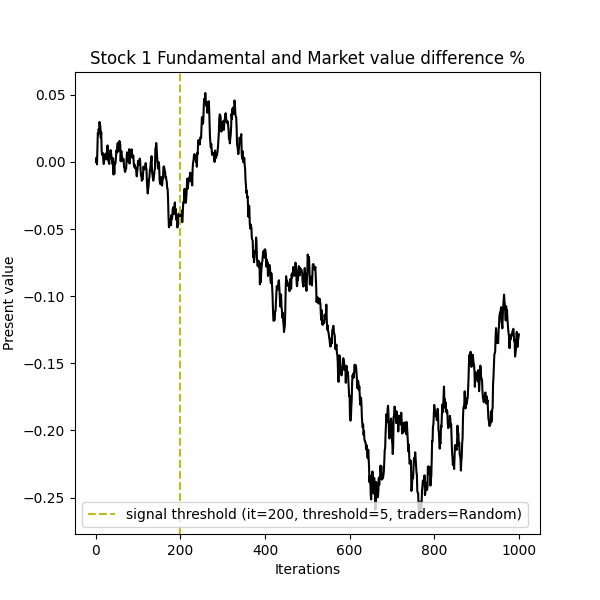 Stock 1 Fundamental and Market value difference %
0.05
0.00
−0.05
−0.10
−0.15
−0.20
−0.25
Present value
signal threshold (it=200, threshold=5, traders=Random)
0 200 400 600 800 1000
Iterations